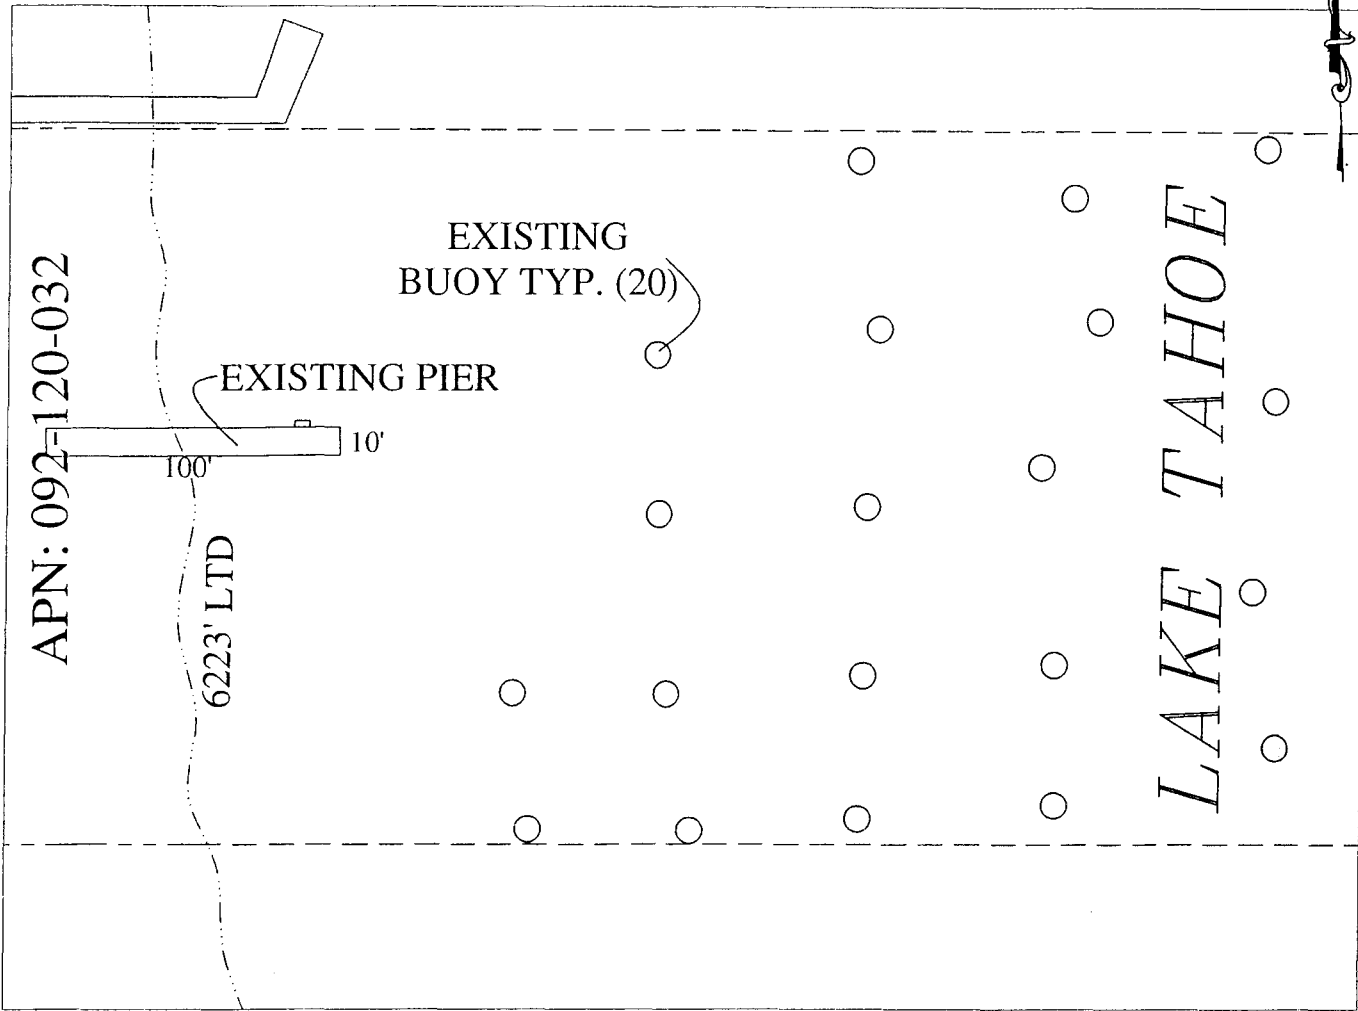 EXISTING
BUOY TYP. (20)
EXISTING PIER
10'
100'
APN: 092-120-032
6223' LTD
LAKE TAHOE